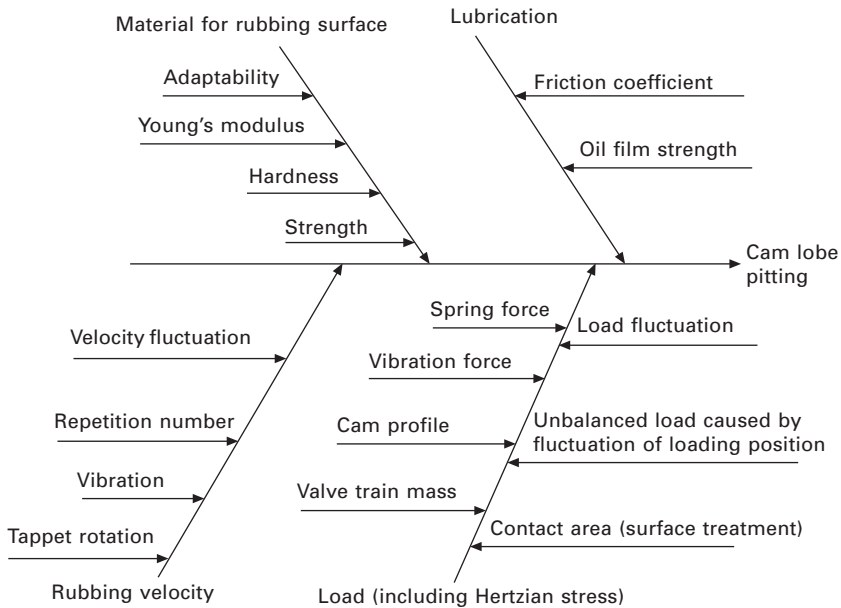 Material for rubbing surface
Lubrication
Adaptability
Friction coefficient
Young's modulus
Oil film strength
Hardness
Strength
Cam lobe
pitting
Spring force
Load fluctuation
Velocity fluctuation
Vibration force
Repetition number
Cam profile
Unbalanced load caused by
fluctuation of loading position
Vibration
Valve train mass
Contact area (surface treatment)
Tappet rotation
Rubbing velocity
Load (including Hertzian stress)